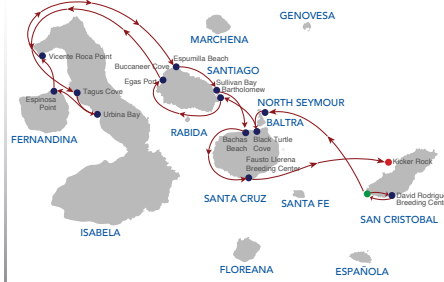 GENOVESA
MARCHENA
Espumilla Beach
Vicente Roca Point
Buccaneer Cove
SANTIAGO
Egas Port
Sullivan Bay
Bartholomew
Tagus Cove
NORTH SEYMOUR
Espinosa
Point
Urbina Bay
BALTRA
RABIDA
FERNANDINA
Bachas
Beach
Black Turtle
Cove
Fausto Llerena
Breeding Center
Kicker Rock
SANTA CRUZ
SANTA FE
David Rodrigu
Breeding Cent
SAN CRISTOBAL
ISABELA
FLOREANA
ESPAÑOLA